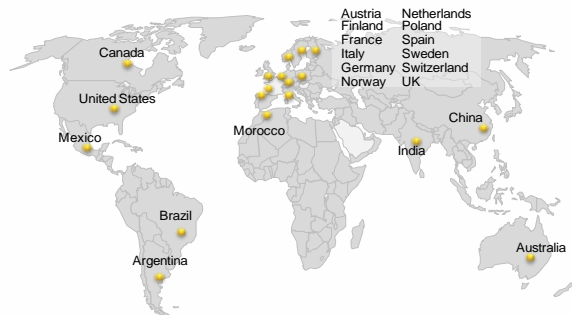 Austria Netherlands
Finland Poland
France Spain
Italy Sweden
Germany Switzerland
Norway UK
Canada
United States
Mexico
Morocco
China
India
Brazil
Argentina
Australia